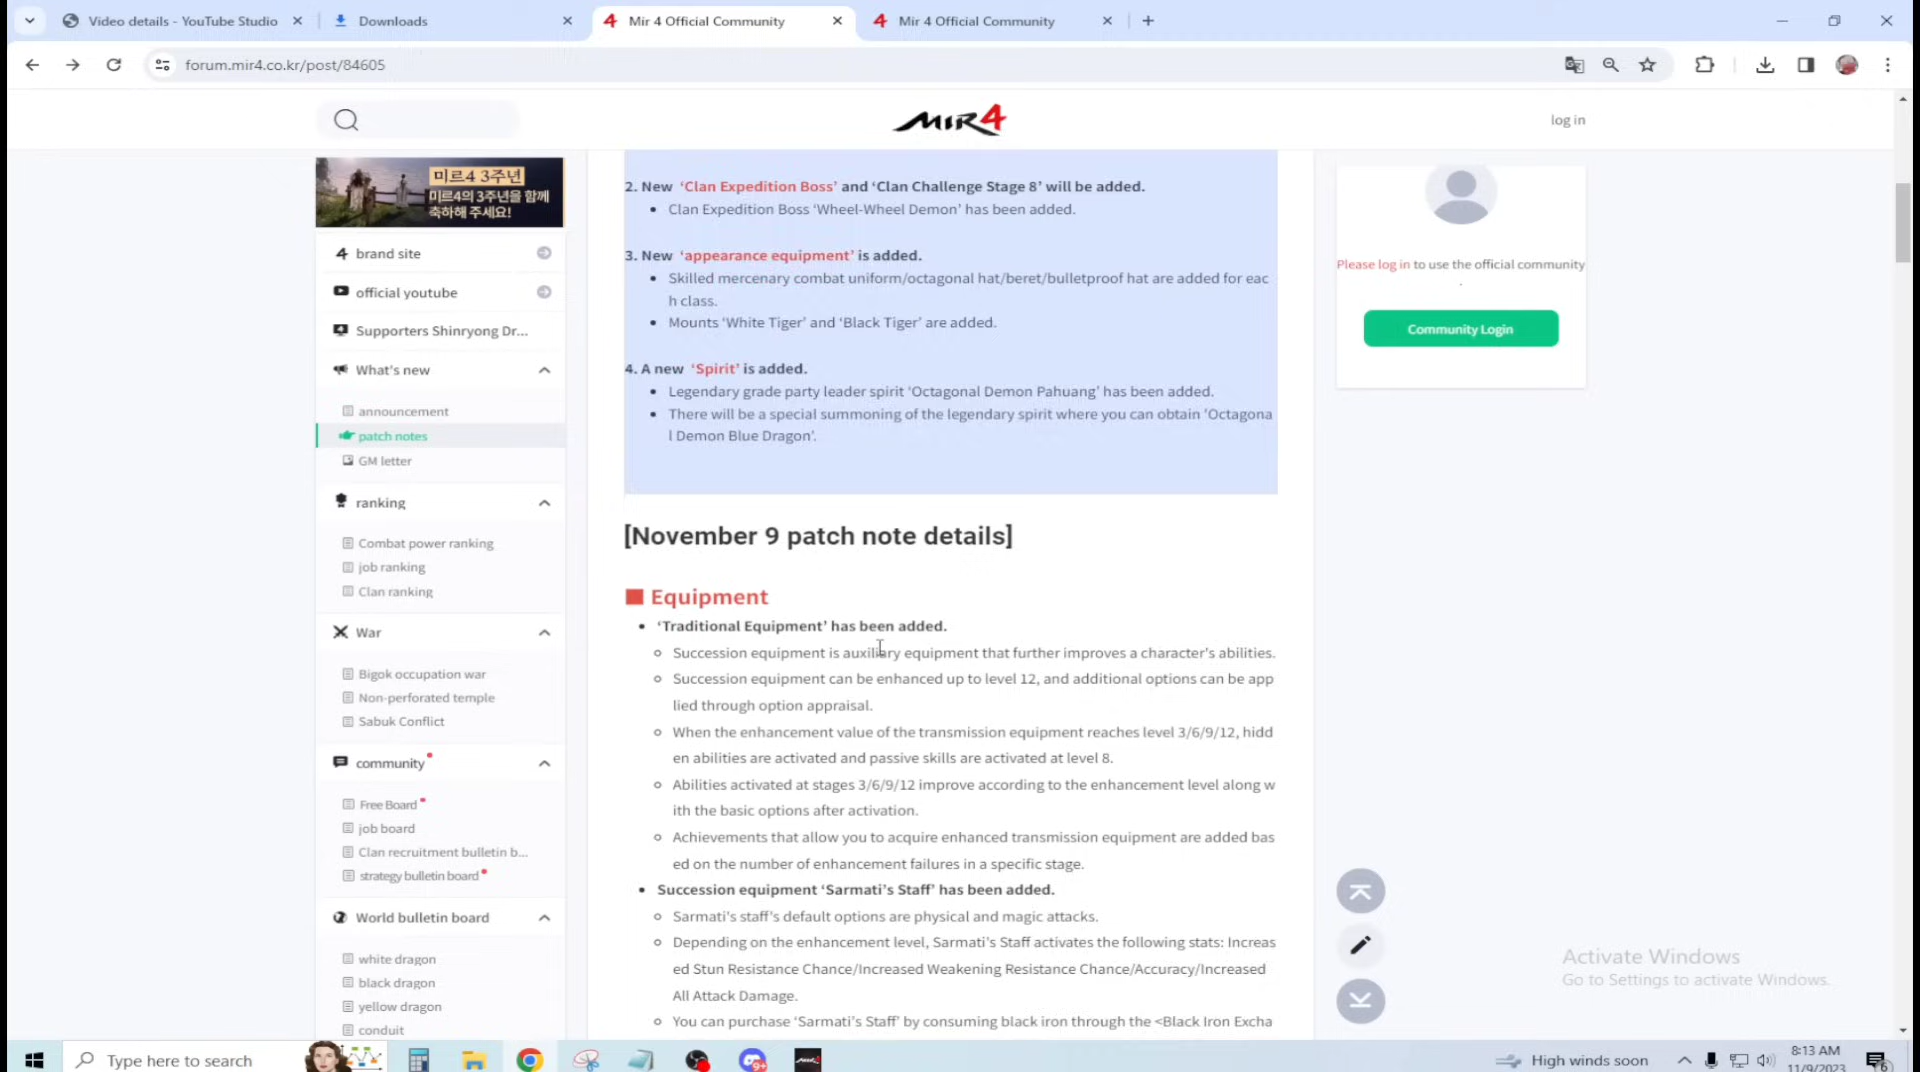 Video details - YouTube Studio
Downloads
Mir 4 Official Community
Mir 4 Official Community
forum.mir4.co.kr/post/84605
MIR4
log in
미르4 3주년
미르4의 3주년을 함께
축하해 주세요!
4 brand site
official youtube
Supporters Shinryong Dr...
What's new
announcement
patch notes
GM letter
ranking
Combat power ranking
job ranking
Clan ranking
War
Bigok occupation war
Non-perforated temple
Sabuk Conflict
community
Free Board
job board
Clan recruitment bulletin b...
strategy bulletin board
World bulletin board
white dragon
black dragon
yellow dragon
conduit
2. New ‘Clan Expedition Boss’ and ‘Clan Challenge Stage 8’ will be added.
Clan Expedition Boss ‘Wheel-Wheel Demon’ has been added.
3. New ‘appearance equipment’ is added.
Skilled mercenary combat uniform/octagonal hat/beret/bulletproof hat are added for eac
h class.
Mounts ‘White Tiger’ and ‘Black Tiger’ are added.
4. A new ‘Spirit’ is added.
Legendary grade party leader spirit ‘Octagonal Demon Pahuang’ has been added.
There will be a special summoning of the legendary spirit where you can obtain ‘Octagona
l Demon Blue Dragon’.
[November 9 patch note details]
Equipment
‘Traditional Equipment’ has been added.
Succession equipment is auxiliary equipment that further improves a character's abilities.
Succession equipment can be enhanced up to level 12, and additional options can be app
lied through option appraisal.
When the enhancement value of the transmission equipment reaches level 3/6/9/12, hidd
en abilities are activated and passive skills are activated at level 8.
Abilities activated at stages 3/6/9/12 improve according to the enhancement level along w
ith the basic options after activation.
Achievements that allow you to acquire enhanced transmission equipment are added bas
ed on the number of enhancement failures in a specific stage.
Succession equipment ‘Sarmati’s Staff’ has been added.
Sarmati's staff’s default options are physical and magic attacks.
Depending on the enhancement level, Sarmati’s Staff activates the following stats: Increas
ed Stun Resistance Chance/Increased Weakening Resistance Chance/Accuracy/Increased
All Attack Damage.
You can purchase ‘Sarmati’s Staff’ by consuming black iron through the <Black Iron Excha
Please log in to use the official community
.
Community Login
Activate Windows
Go to Settings to activate Windows.
Type here to search
High winds soon
8:13 AM
11/9/2023